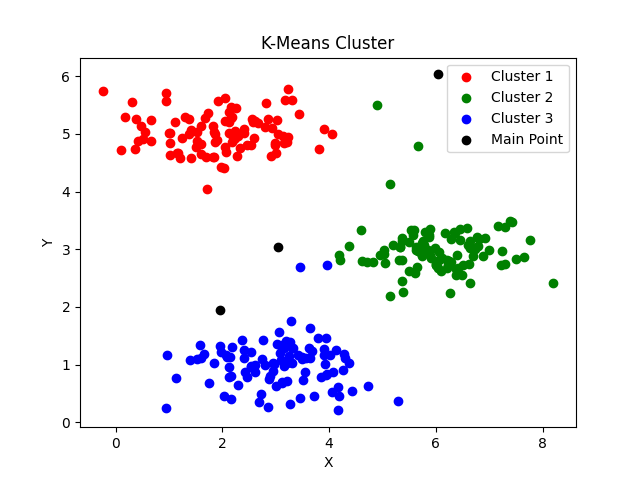 K-Means Cluster
Cluster 1
Cluster 2
Cluster 3
Main Point
6
5
4
3
2
1
0
Y
0 2 4 6 8
X